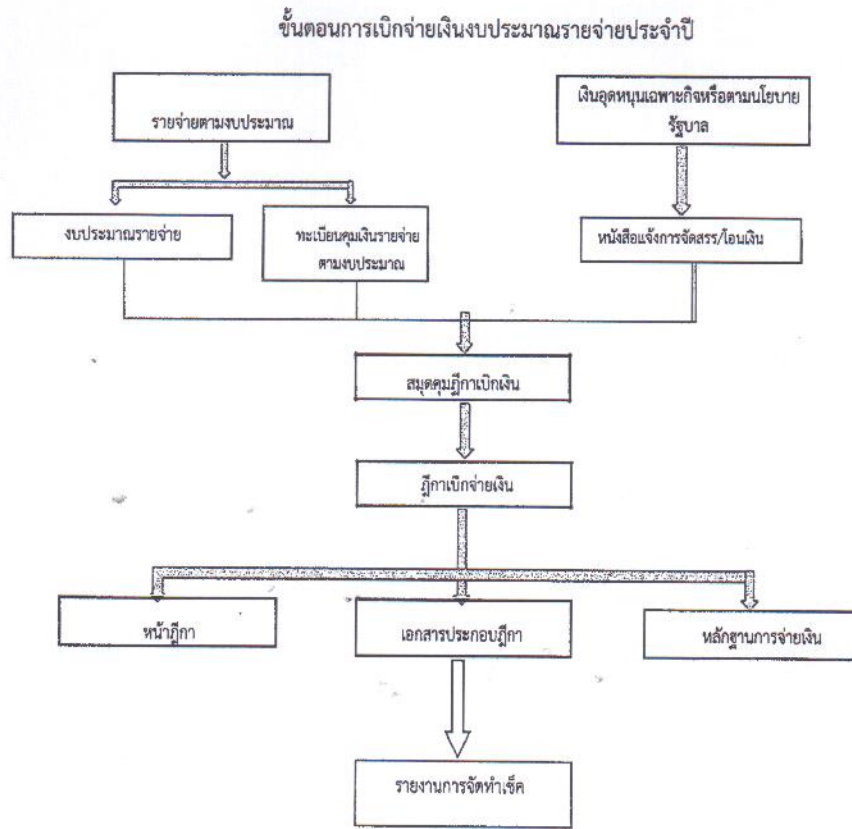 ขั้นตอนการเบิกจ่ายเงินงบประมาณรายจ่ายประจำปี
รายจ่ายตามงบประมาณ
เงินอุดหนุนเฉพาะกิจหรือตามนโยบาย
รัฐบาล
งบประมาณรายจ่าย
ทะเบียนคุมเงินรายจ่าย
ตามงบประมาณ
หนังสือแจ้งการจัดสรร/โอนเงิน
สมุดคุมฎีกาเบิกเงิน
ฎีกาเบิกจ่ายเงิน
หน้าฎีกา
เอกสารประกอบฎีกา
หลักฐานการจ่ายเงิน
รายงานการจัดทำเช็ค